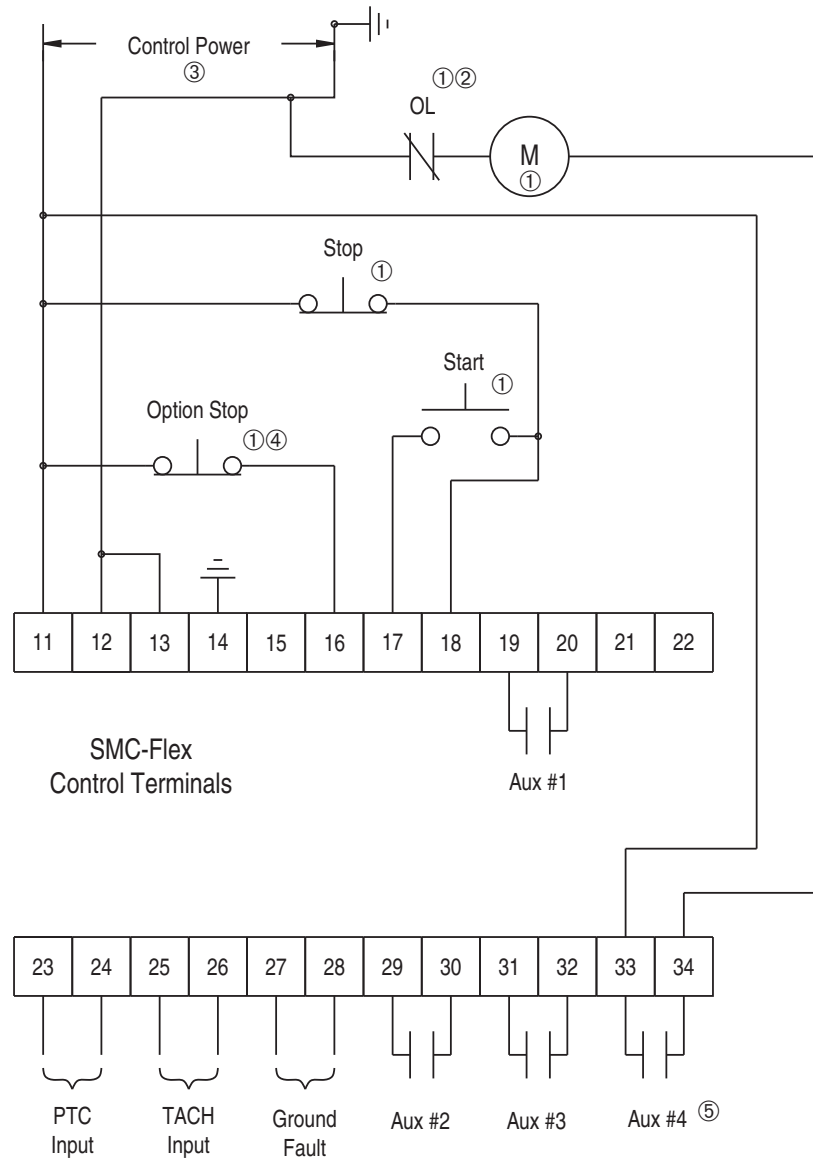 Control Power
③
①②
OL
M
①
Stop
①
Start
①
Option Stop
①④
11 12 13 14 15 16 17 18 19 20 21 22
SMC-Flex
Control Terminals
Aux #1
23 24 25 26 27 28 29 30 31 32 33 34
PTC
Input
TACH
Input
Ground
Fault
Aux #2
Aux #3
Aux #4 ⑤